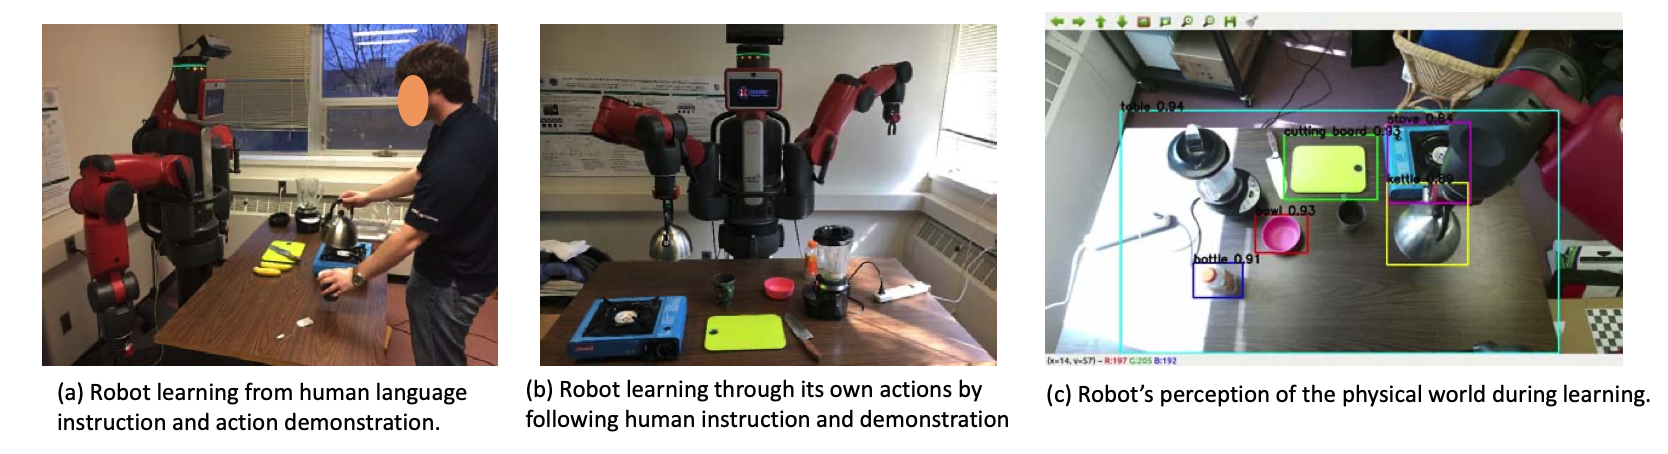 table 0.94
cutting board 0.93
stove 0.84
kettle 0.89
bowl 0.93
bottle 0.91
(x=14, y=57) ~ R:197 G:205 B:192
(a) Robot learning from human language
instruction and action demonstration.
(b) Robot learning through its own actions by
following human instruction and demonstration
(c) Robot's perception of the physical world during learning.